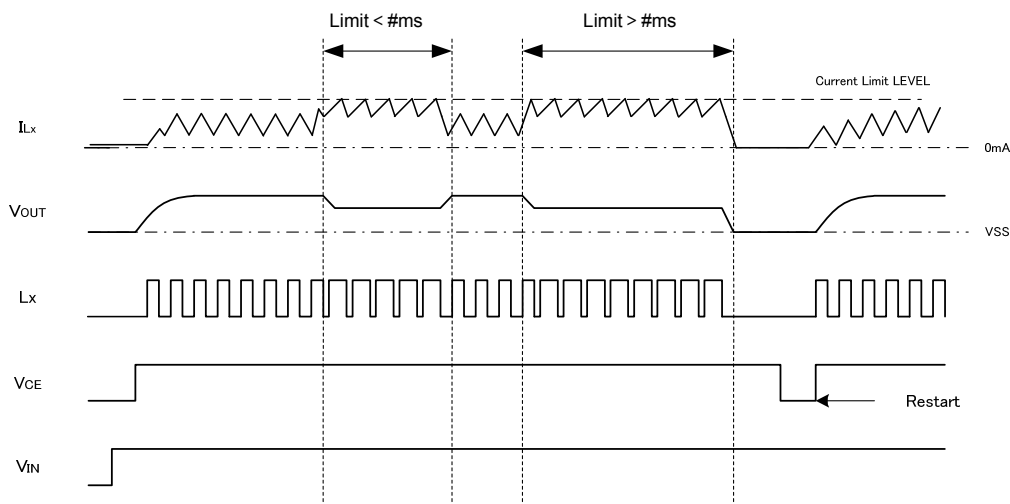 Limit < #ms
Limit > #ms
Current Limit LEVEL
ILx
0mA
VOUT
VSS
Lx
VCE
Restart
VIN